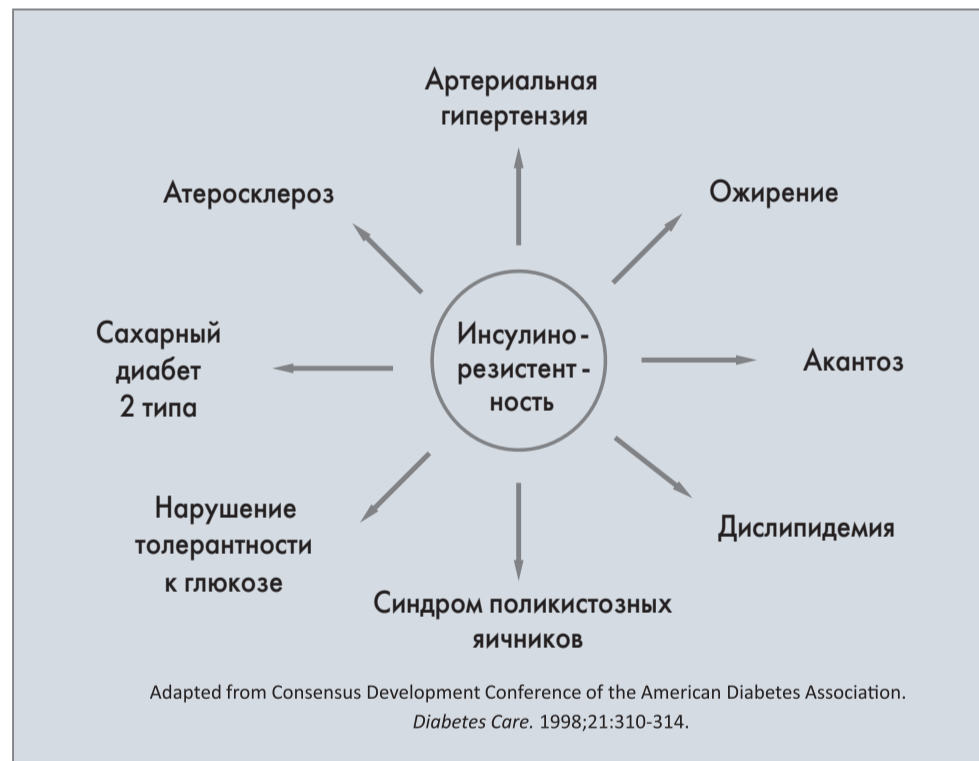 Артериальная
гипертензия
Атеросклероз
Ожирение
Сахарный
диабет
2 типа
Инсулино-
резистент-
ность
Акантоз
Нарушение
толерантности
к глюкозе
Дислипидемия
Синдром поликистозных
яичников
Adapted from Consensus Development Conference of the American Diabetes Association.
Diabetes Care. 1998;21:310-314.